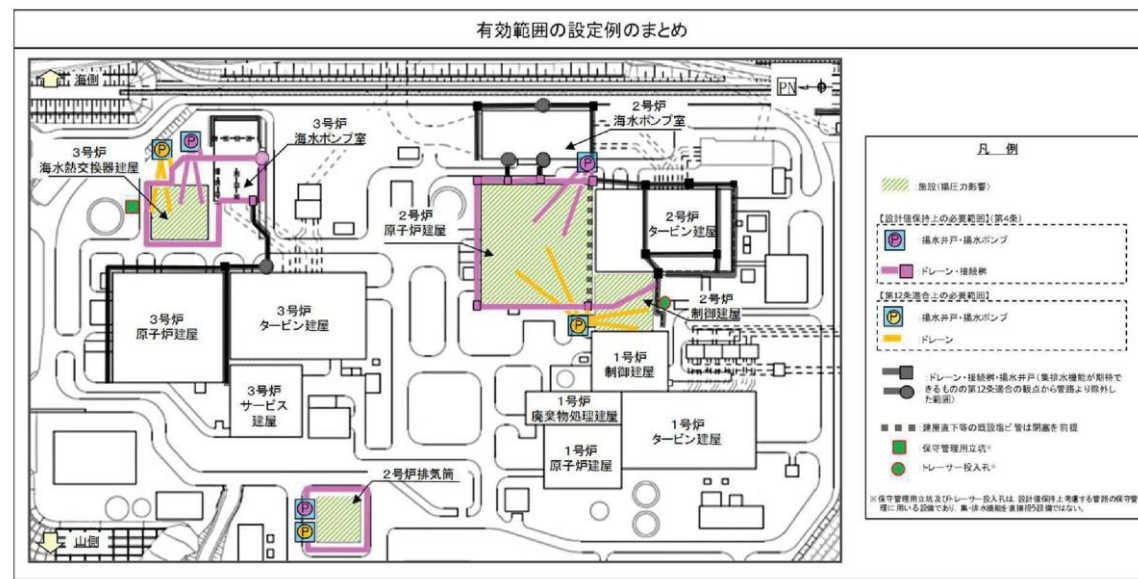 有効範囲の設定例のまとめ
海側
PN
3号炉
海水熱交換器建屋
3号炉
海水ポンプ室
2号炉
海水ポンプ室
2号炉
原子炉建屋
2号炉
タービン建屋
2号炉
制御建屋
3号炉
原子炉建屋
3号炉
タービン建屋
3号炉
サービス
建屋
1号炉
制御建屋
1号炉
廃棄物処理建屋
1号炉
原子炉建屋
1号炉
タービン建屋
2号炉排気筒
山側
P
P
P
P
P
P
凡 例
:施設(揚圧力影響)
【設計値保持上の必要範囲】(第4条)
P :揚水井戸・揚水ポンプ
:ドレーン・接続桝
【第12条適合上の必要範囲】
P :揚水井戸・揚水ポンプ
:ドレーン
:ドレーン・接続桝・揚水井戸(集排水機能が期待で
きるものの第12条適合の観点から管路より除外し
た範囲)
:建屋直下等の既設塩ビ管は閉塞を前提
:保守管理用立坑※
:トレーサー投入孔※
※保守管理用立坑及びトレーサー投入孔は、設計値保持上考慮する管路の保守管
理に用いる設備であり、集・排水機能を直接担う設備ではない。